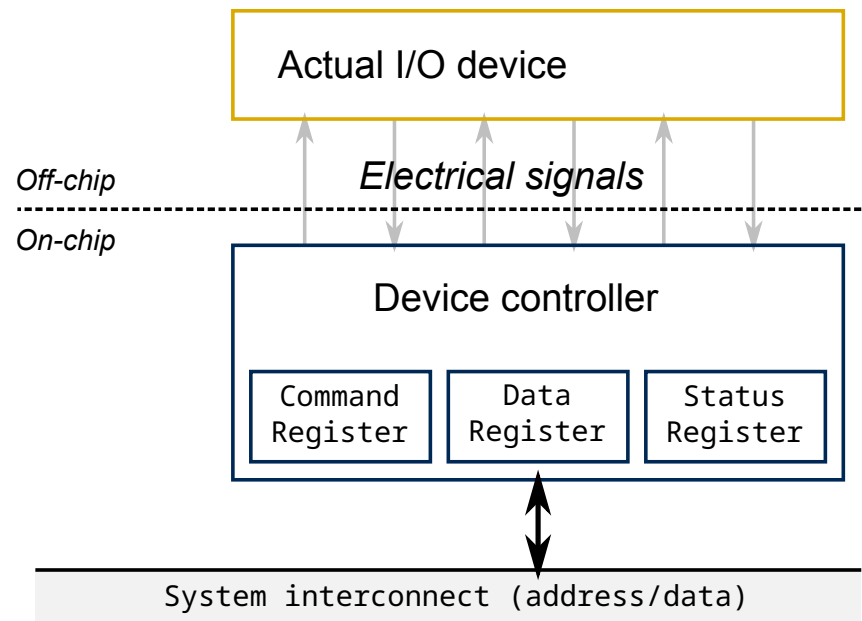 Actual I/O device
Off-chip
Electrical signals
On-chip
Device controller
Command
Register
Data
Register
Status
Register
System interconnect (address/data)